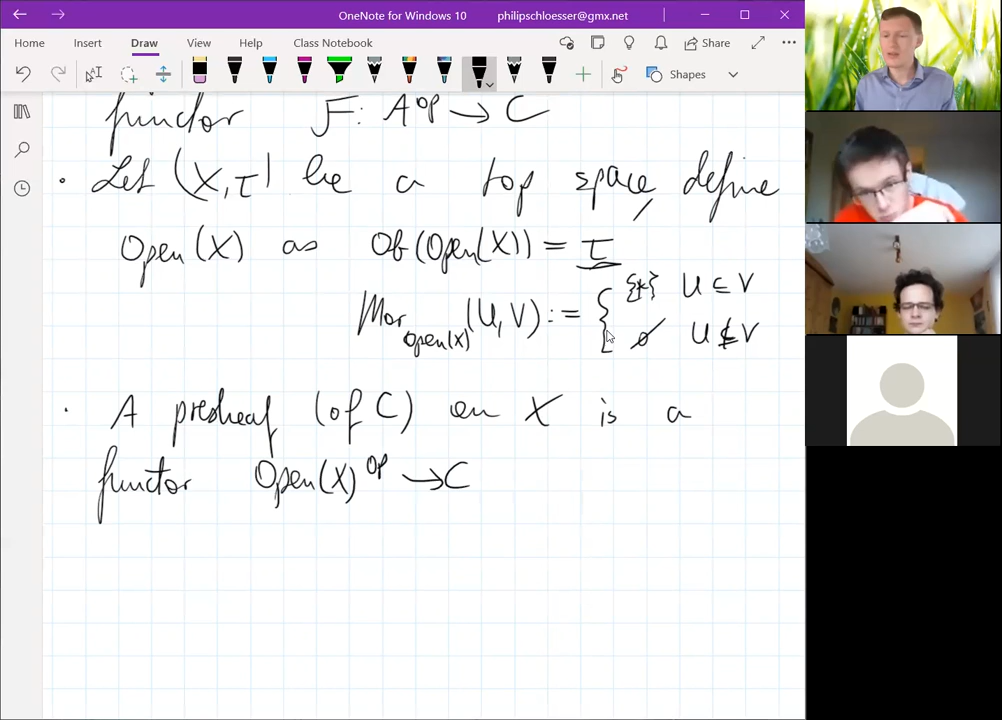 OneNote for Windows 10 philipschloesser@gmx.net
Home Insert Draw View Help Class Notebook Share
Shapes
functor F: A^op → C
• Let (X, τ) be a top space, define
Open(X) as Ob(Open(X)) = τ
Mor_Open(X) (U, V) := { {*} U ⊆ V
∅ U ⊈ V
• A presheaf (of C) on X is a
functor Open(X)^op → C